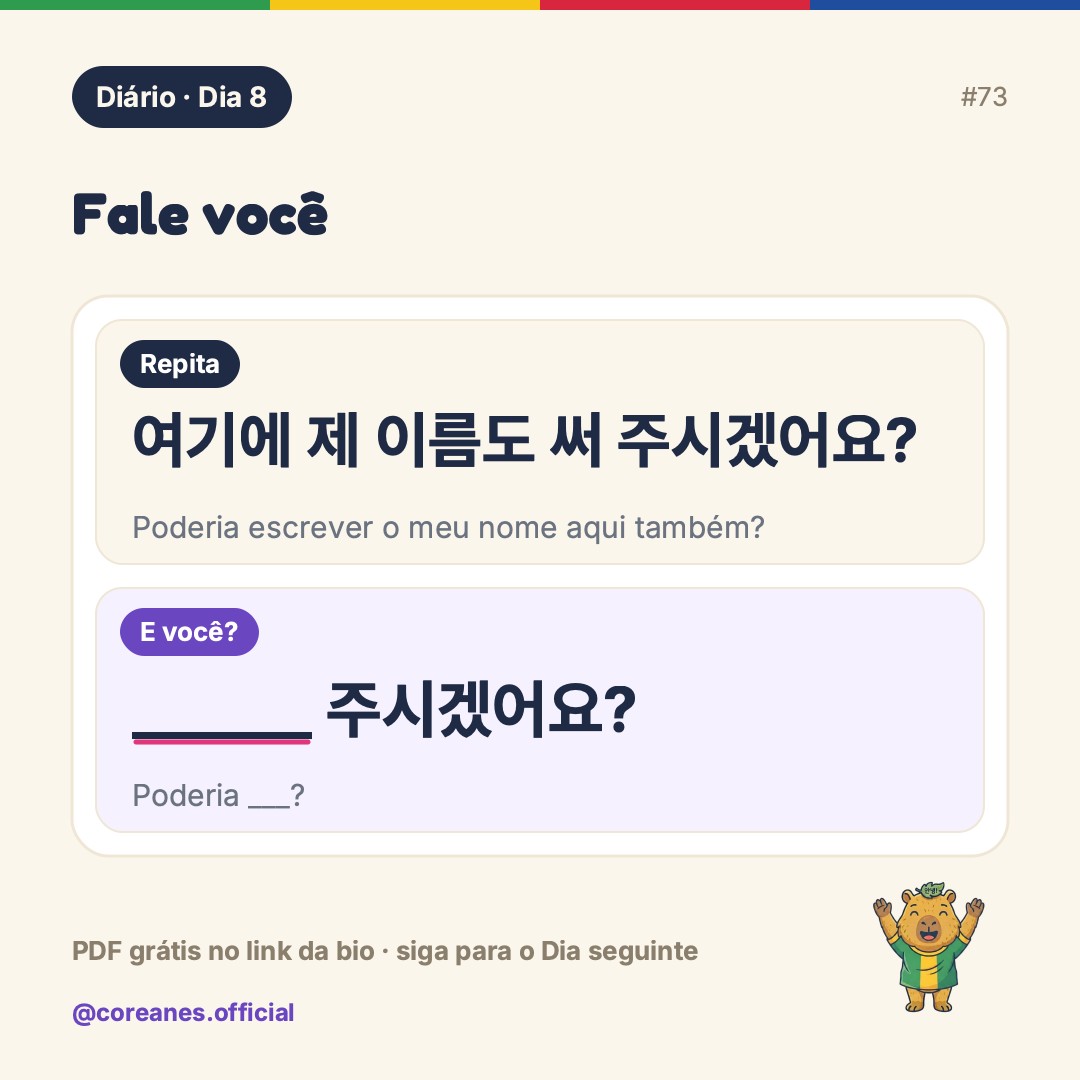 Diário · Dia 8
#73
Fale você
Repita
여기에 제 이름도 써 주시겠어요?
Poderia escrever o meu nome aqui também?
E você?
______ 주시겠어요?
Poderia ___?
PDF grátis no link da bio · siga para o Dia seguinte
@coreanes.official